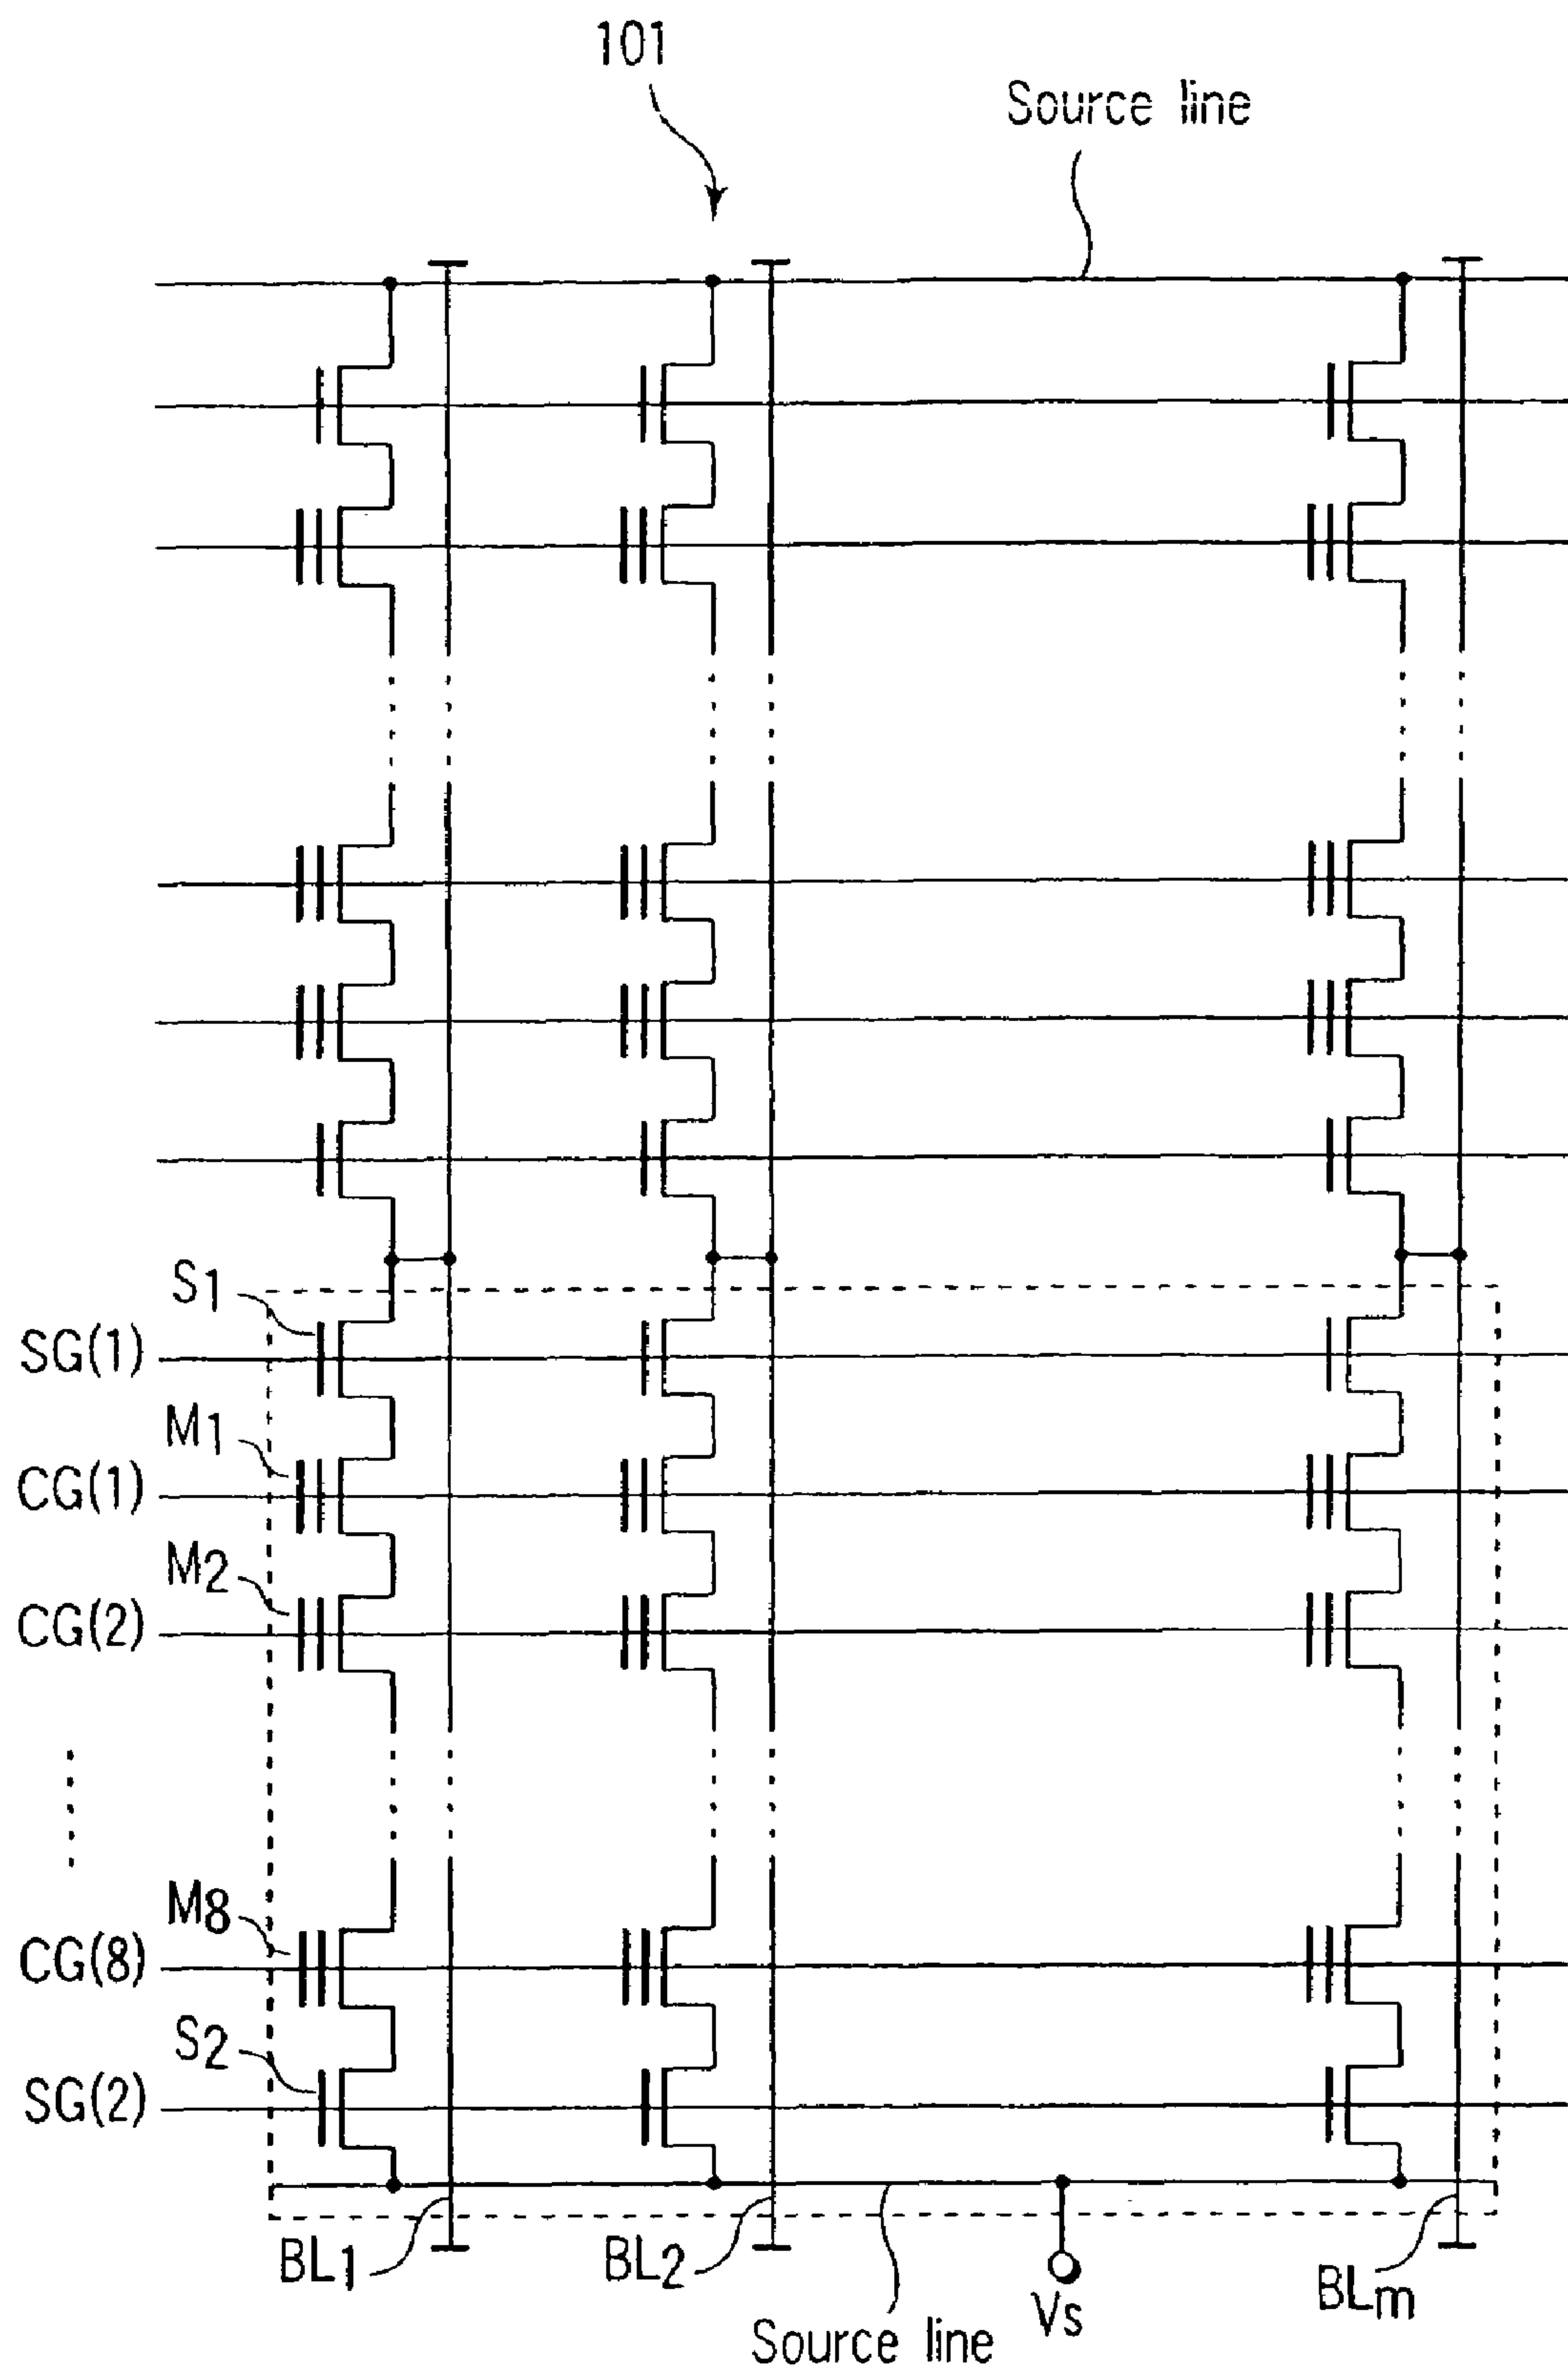 101
Source line
S1
SG(1)
M1
CG(1)
M2
CG(2)
M8
CG(8)
S2
SG(2)
BL1
BL2
BLm
Vs
Source line